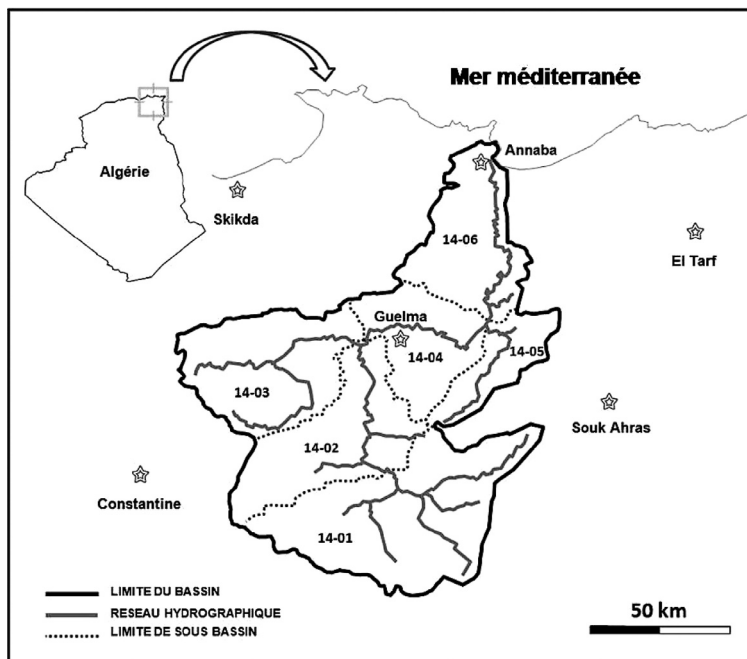 Mer méditerranée
Annaba
Algérie
Skikda
14-06
El Tarf
Guelma
14-04
14-05
14-03
Souk Ahras
14-02
Constantine
14-01
LIMITE DU BASSIN
RESEAU HYDROGRAPHIQUE
LIMITE DE SOUS BASSIN
50 km